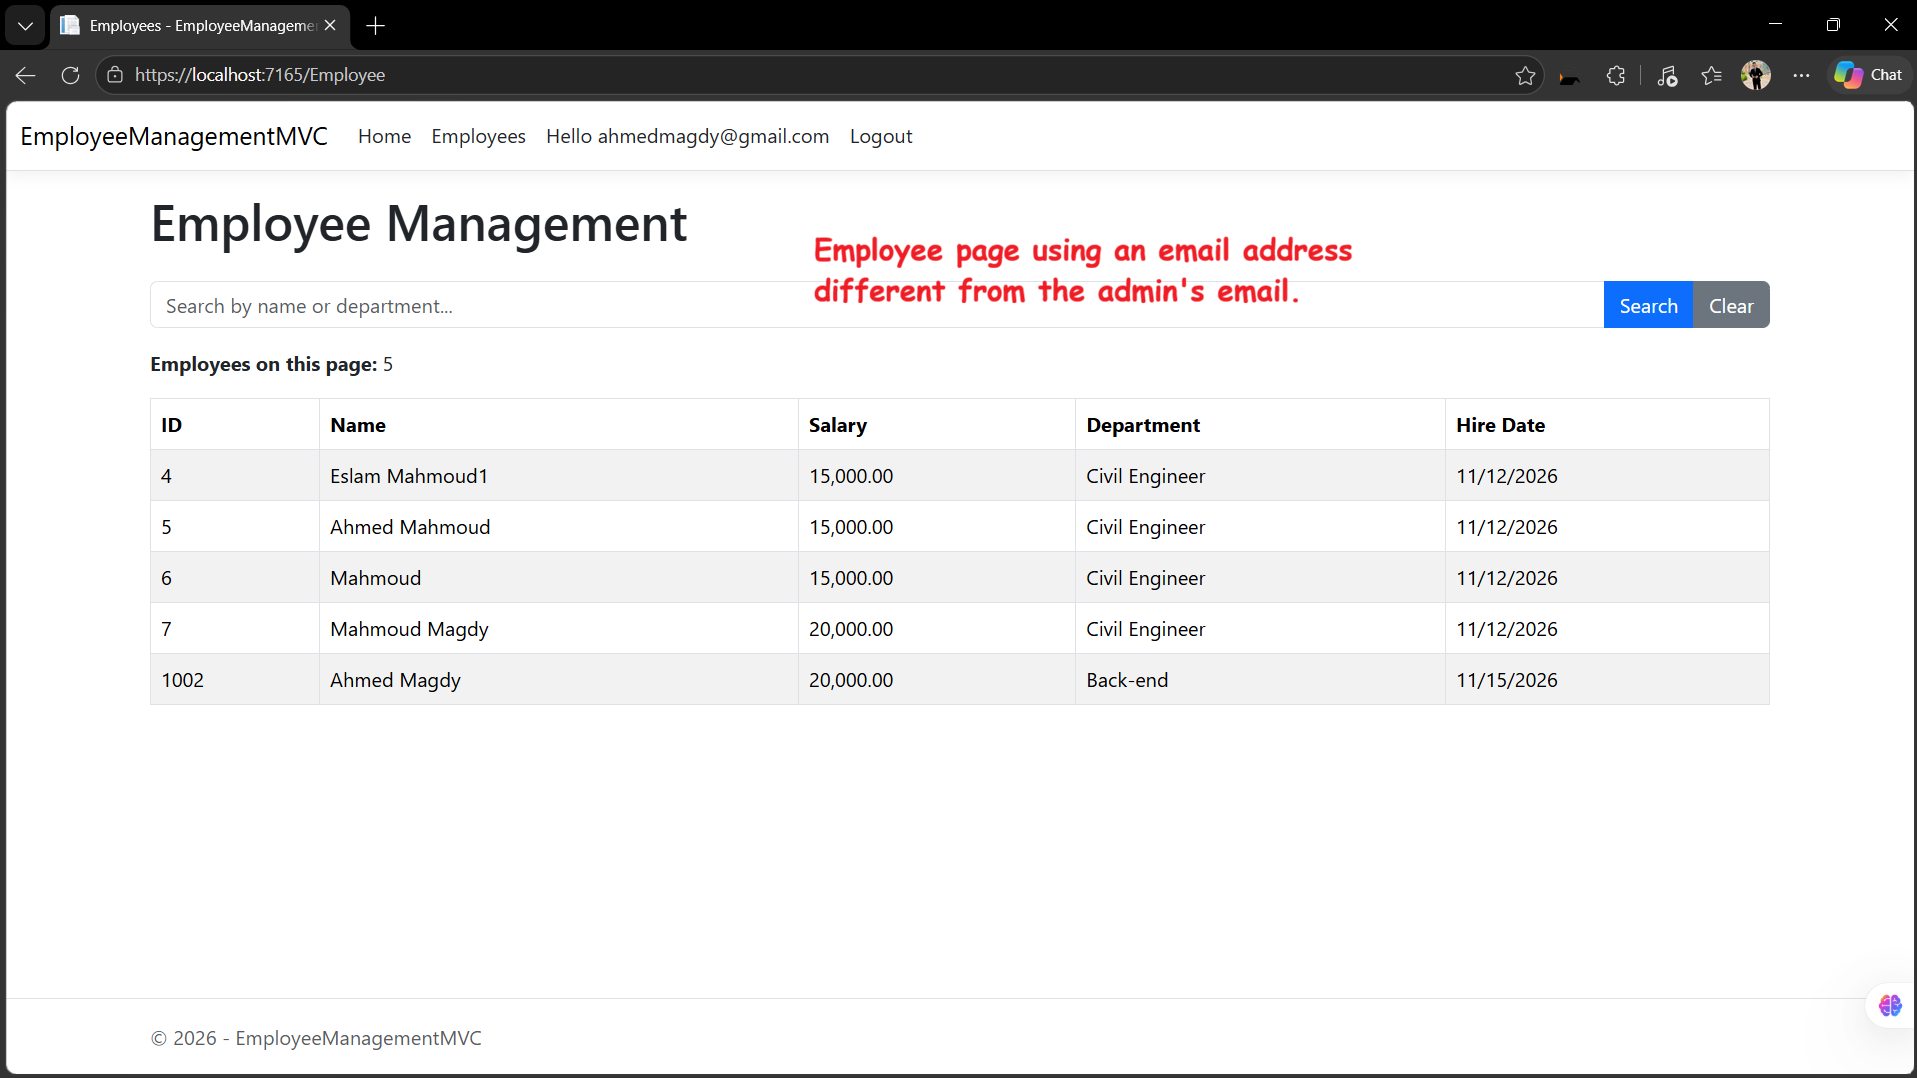 Employees - EmployeeManageme
https://localhost:7165/Employee
Chat
EmployeeManagementMVC Home Employees Hello ahmedmagdy@gmail.com Logout
Employee Management
Employee page using an email address
different from the admin's email.
Search by name or department... Search Clear
Employees on this page: 5
ID Name Salary Department Hire Date
4 Eslam Mahmoud1 15,000.00 Civil Engineer 11/12/2026
5 Ahmed Mahmoud 15,000.00 Civil Engineer 11/12/2026
6 Mahmoud 15,000.00 Civil Engineer 11/12/2026
7 Mahmoud Magdy 20,000.00 Civil Engineer 11/12/2026
1002 Ahmed Magdy 20,000.00 Back-end 11/15/2026
© 2026 - EmployeeManagementMVC